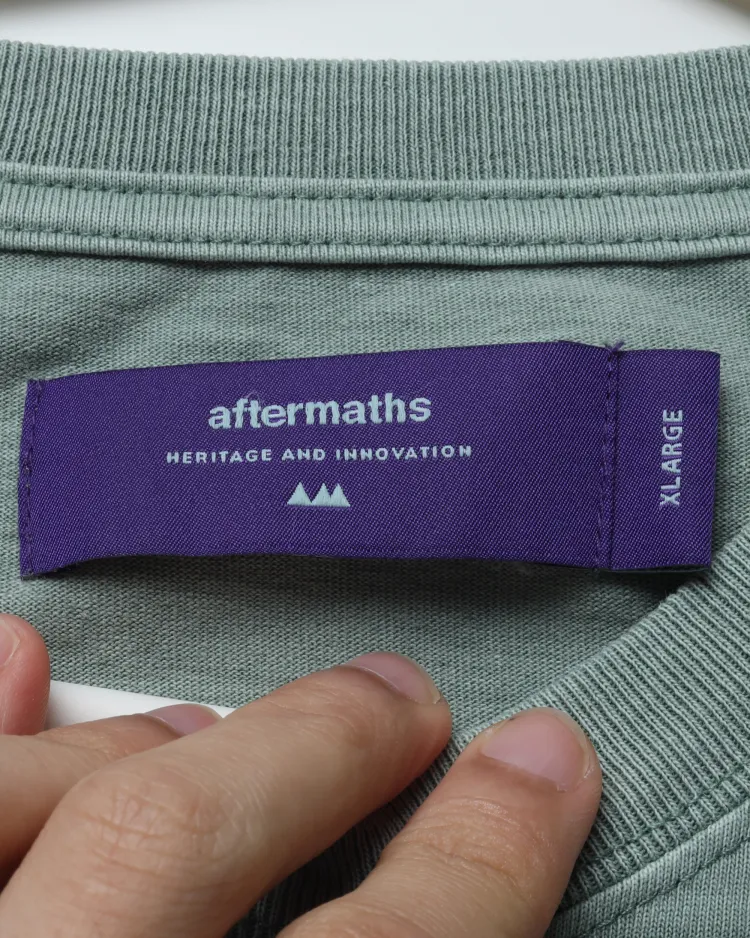 aftermaths
HERITAGE AND INNOVATION
XLARGE